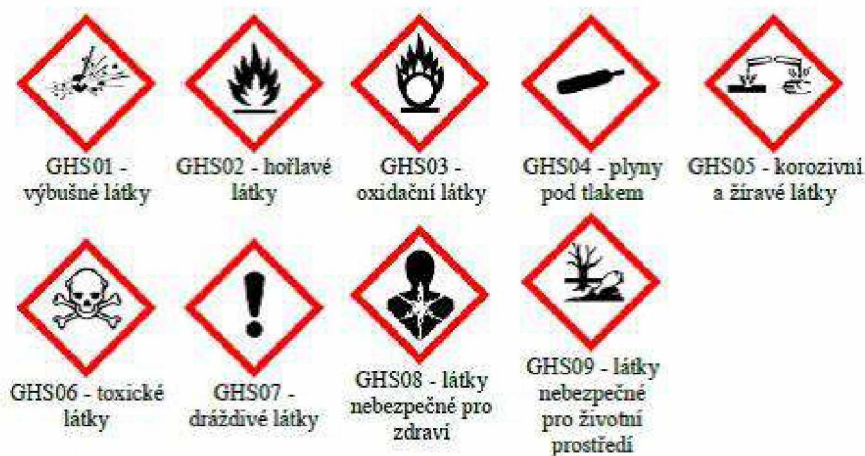 GHS01 -
výbušné látky
GHS02 - hořlavé
látky
GHS03 -
oxidační látky
GHS04 - plyny
pod tlakem
GHS05 - korozivní
a žíravé látky
GHS06 - toxické
látky
GHS07 -
dráždivé látky
GHS08 - látky
nebezpečné pro
zdraví
GHS09 - látky
nebezpečné
pro životní
prostředí